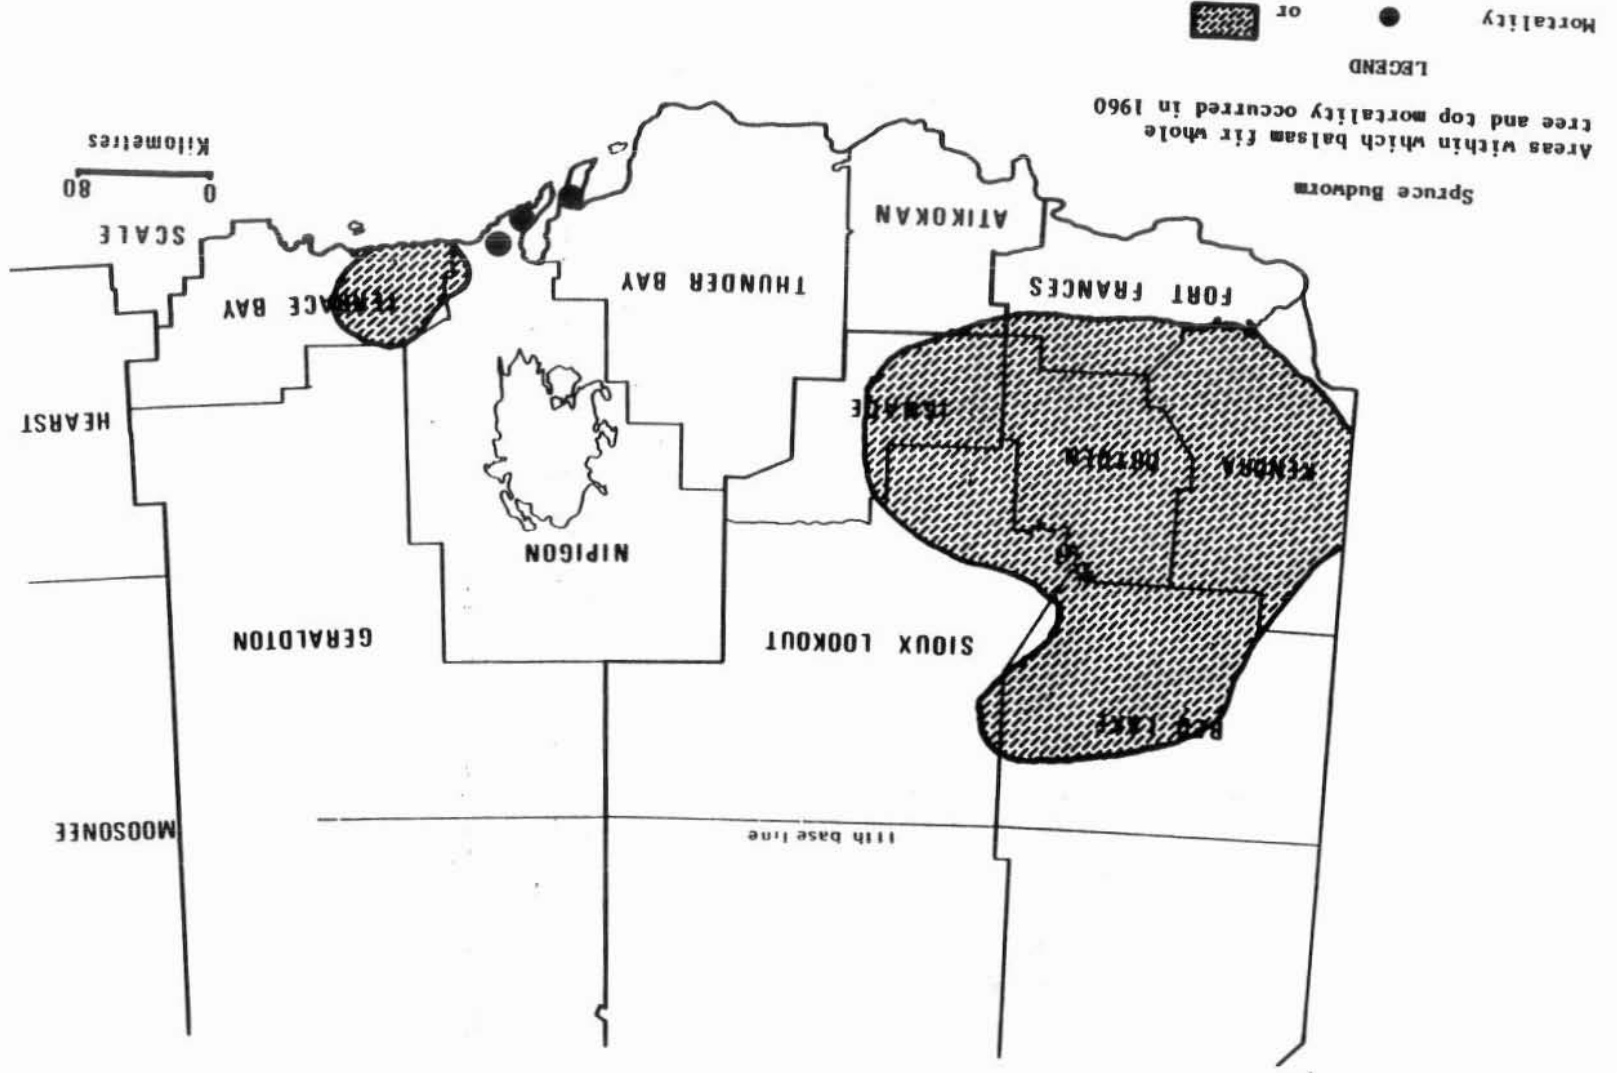 11th base line
MOOSONEE
RED LAKE
SIOUX LOOKOUT
GERALDTON
NIPIGON
KENORA
DRYDEN
IGNACE
HEARST
TERRACE BAY
FORT FRANCES
THUNDER BAY
ATIKOKAN
SCALE
0 80
Kilometres
Spruce Budworm
Areas within which balsam fir whole
tree and top mortality occurred in 1960
LEGEND
Mortality or